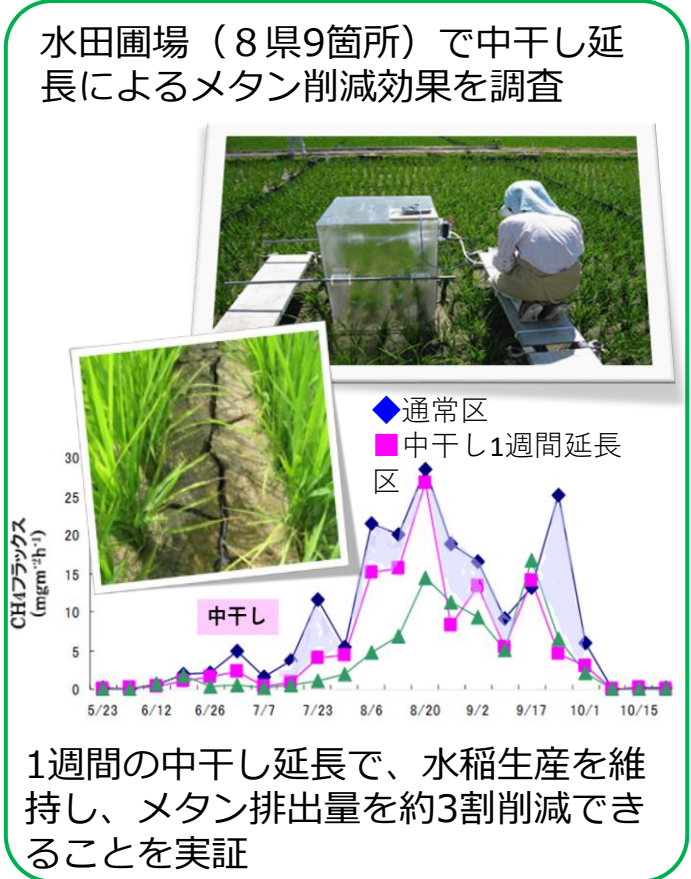 水田圃場（８県9箇所）で中干し延
長によるメタン削減効果を調査
◆通常区
■中干し1週間延長
区
CH4フラックス
(mgm⁻²h⁻¹)
30
25
20
15
10
5
0
中干し
5/23 6/12 6/26 7/7 7/23 8/6 8/20 9/2 9/17 10/1 10/15
1週間の中干し延長で、水稲生産を維
持し、メタン排出量を約3割削減でき
ることを実証